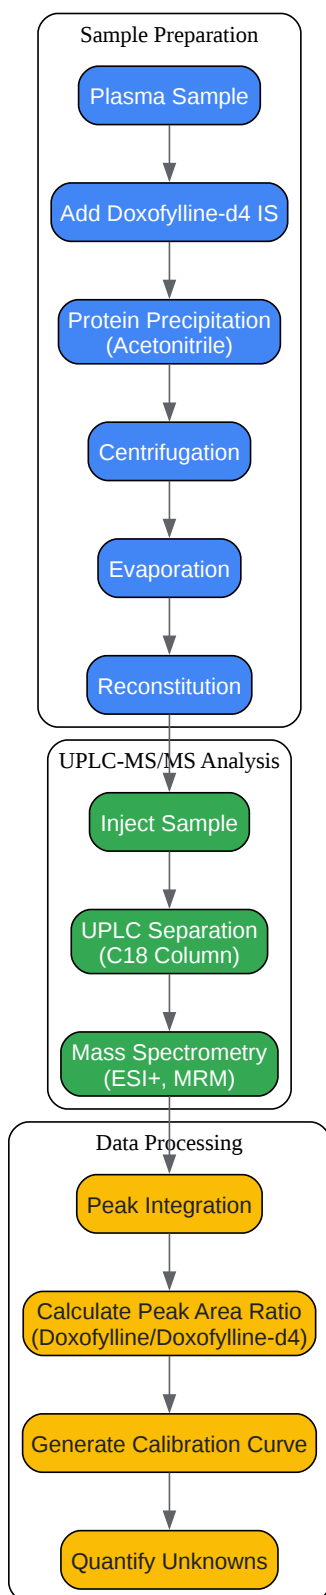 Sample Preparation
Plasma Sample
Add Doxofylline-d4 IS
Protein Precipitation
(Acetonitrile)
Centrifugation
Evaporation
Reconstitution
UPLC-MS/MS Analysis
Inject Sample
UPLC Separation
(C18 Column)
Mass Spectrometry
(ESI+, MRM)
Data Processing
Peak Integration
Calculate Peak Area Ratio
(Doxofylline/Doxofylline-d4)
Generate Calibration Curve
Quantify Unknowns